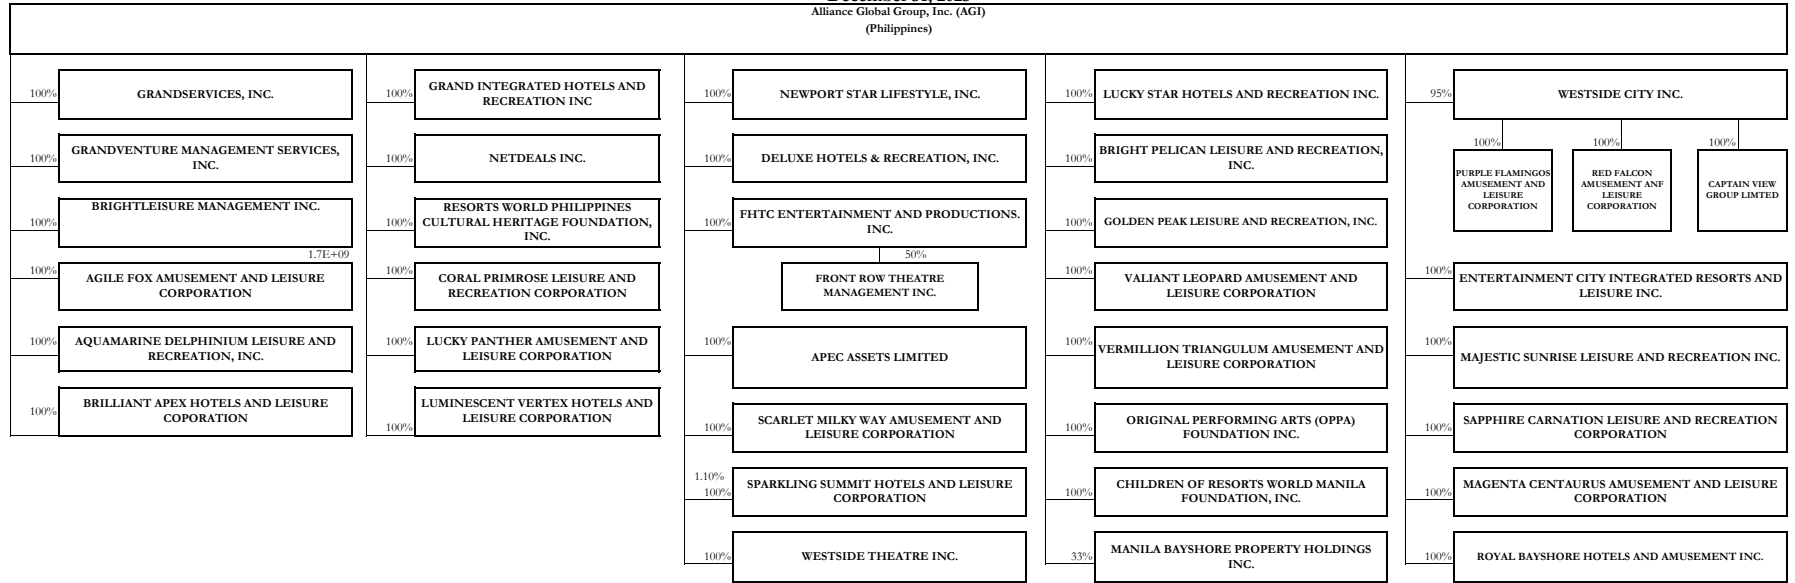 December 31, 2023
Alliance Global Group, Inc. (AGI)
(Philippines)
100%
GRANDSERVICES, INC.
100%
GRANDVENTURE MANAGEMENT SERVICES,
INC.
100%
BRIGHTLEISURE MANAGEMENT INC.
1.7E+09
100%
AGILE FOX AMUSEMENT AND LEISURE
CORPORATION
100%
AQUAMARINE DELPHINIUM LEISURE AND
RECREATION, INC.
100%
BRILLIANT APEX HOTELS AND LEISURE
COPORATION
100%
GRAND INTEGRATED HOTELS AND
RECREATION INC
100%
NETDEALS INC.
100%
RESORTS WORLD PHILIPPINES
CULTURAL HERITAGE FOUNDATION,
INC.
100%
CORAL PRIMROSE LEISURE AND
RECREATION CORPORATION
100%
LUCKY PANTHER AMUSEMENT AND
LEISURE CORPORATION
100%
LUMINESCENT VERTEX HOTELS AND
LEISURE CORPORATION
100%
NEWPORT STAR LIFESTYLE, INC.
100%
DELUXE HOTELS & RECREATION, INC.
100%
FHTC ENTERTAINMENT AND PRODUCTIONS.
INC.
50%
FRONT ROW THEATRE
MANAGEMENT INC.
100%
APEC ASSETS LIMITED
100%
SCARLET MILKY WAY AMUSEMENT AND
LEISURE CORPORATION
1.10%
100%
SPARKLING SUMMIT HOTELS AND LEISURE
CORPORATION
100%
WESTSIDE THEATRE INC.
100%
LUCKY STAR HOTELS AND RECREATION INC.
100%
BRIGHT PELICAN LEISURE AND RECREATION,
INC.
100%
GOLDEN PEAK LEISURE AND RECREATION, INC.
100%
VALIANT LEOPARD AMUSEMENT AND
LEISURE CORPORATION
100%
VERMILLION TRIANGULUM AMUSEMENT AND
LEISURE CORPORATION
100%
ORIGINAL PERFORMING ARTS (OPPA)
FOUNDATION INC.
100%
CHILDREN OF RESORTS WORLD MANILA
FOUNDATION, INC.
33%
MANILA BAYSHORE PROPERTY HOLDINGS
INC.
95%
WESTSIDE CITY INC.
100%
PURPLE FLAMINGOS
AMUSEMENT AND
LEISURE
CORPORATION
100%
RED FALCON
AMUSEMENT ANF
LEISURE
CORPORATION
100%
CAPTAIN VIEW
GROUP LIMTED
100%
ENTERTAINMENT CITY INTEGRATED RESORTS AND
LEISURE INC.
100%
MAJESTIC SUNRISE LEISURE AND RECREATION INC.
100%
SAPPHIRE CARNATION LEISURE AND RECREATION
CORPORATION
100%
MAGENTA CENTAURUS AMUSEMENT AND LEISURE
CORPORATION
100%
ROYAL BAYSHORE HOTELS AND AMUSEMENT INC.